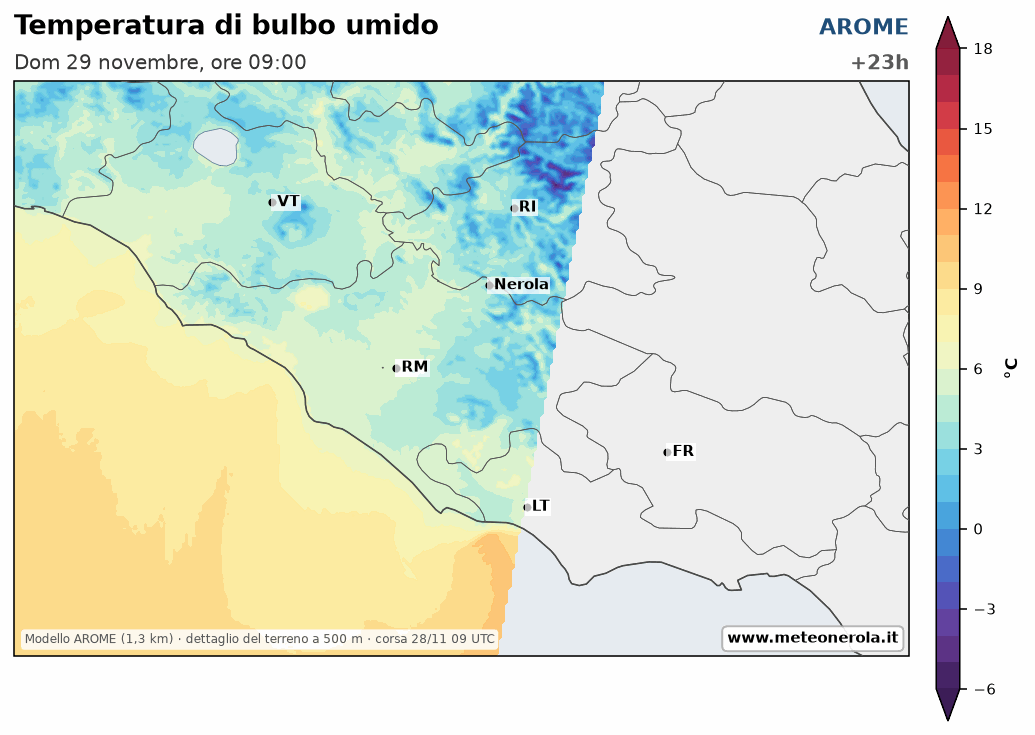 Temperatura di bulbo umido
AROME
Dom 29 novembre, ore 09:00
+23h
VT
RI
Nerola
RM
FR
LT
Modello AROME (1,3 km) · dettaglio del terreno a 500 m · corsa 28/11 09 UTC
www.meteonerola.it
18
15
12
9
6
3
0
−3
−6
°C